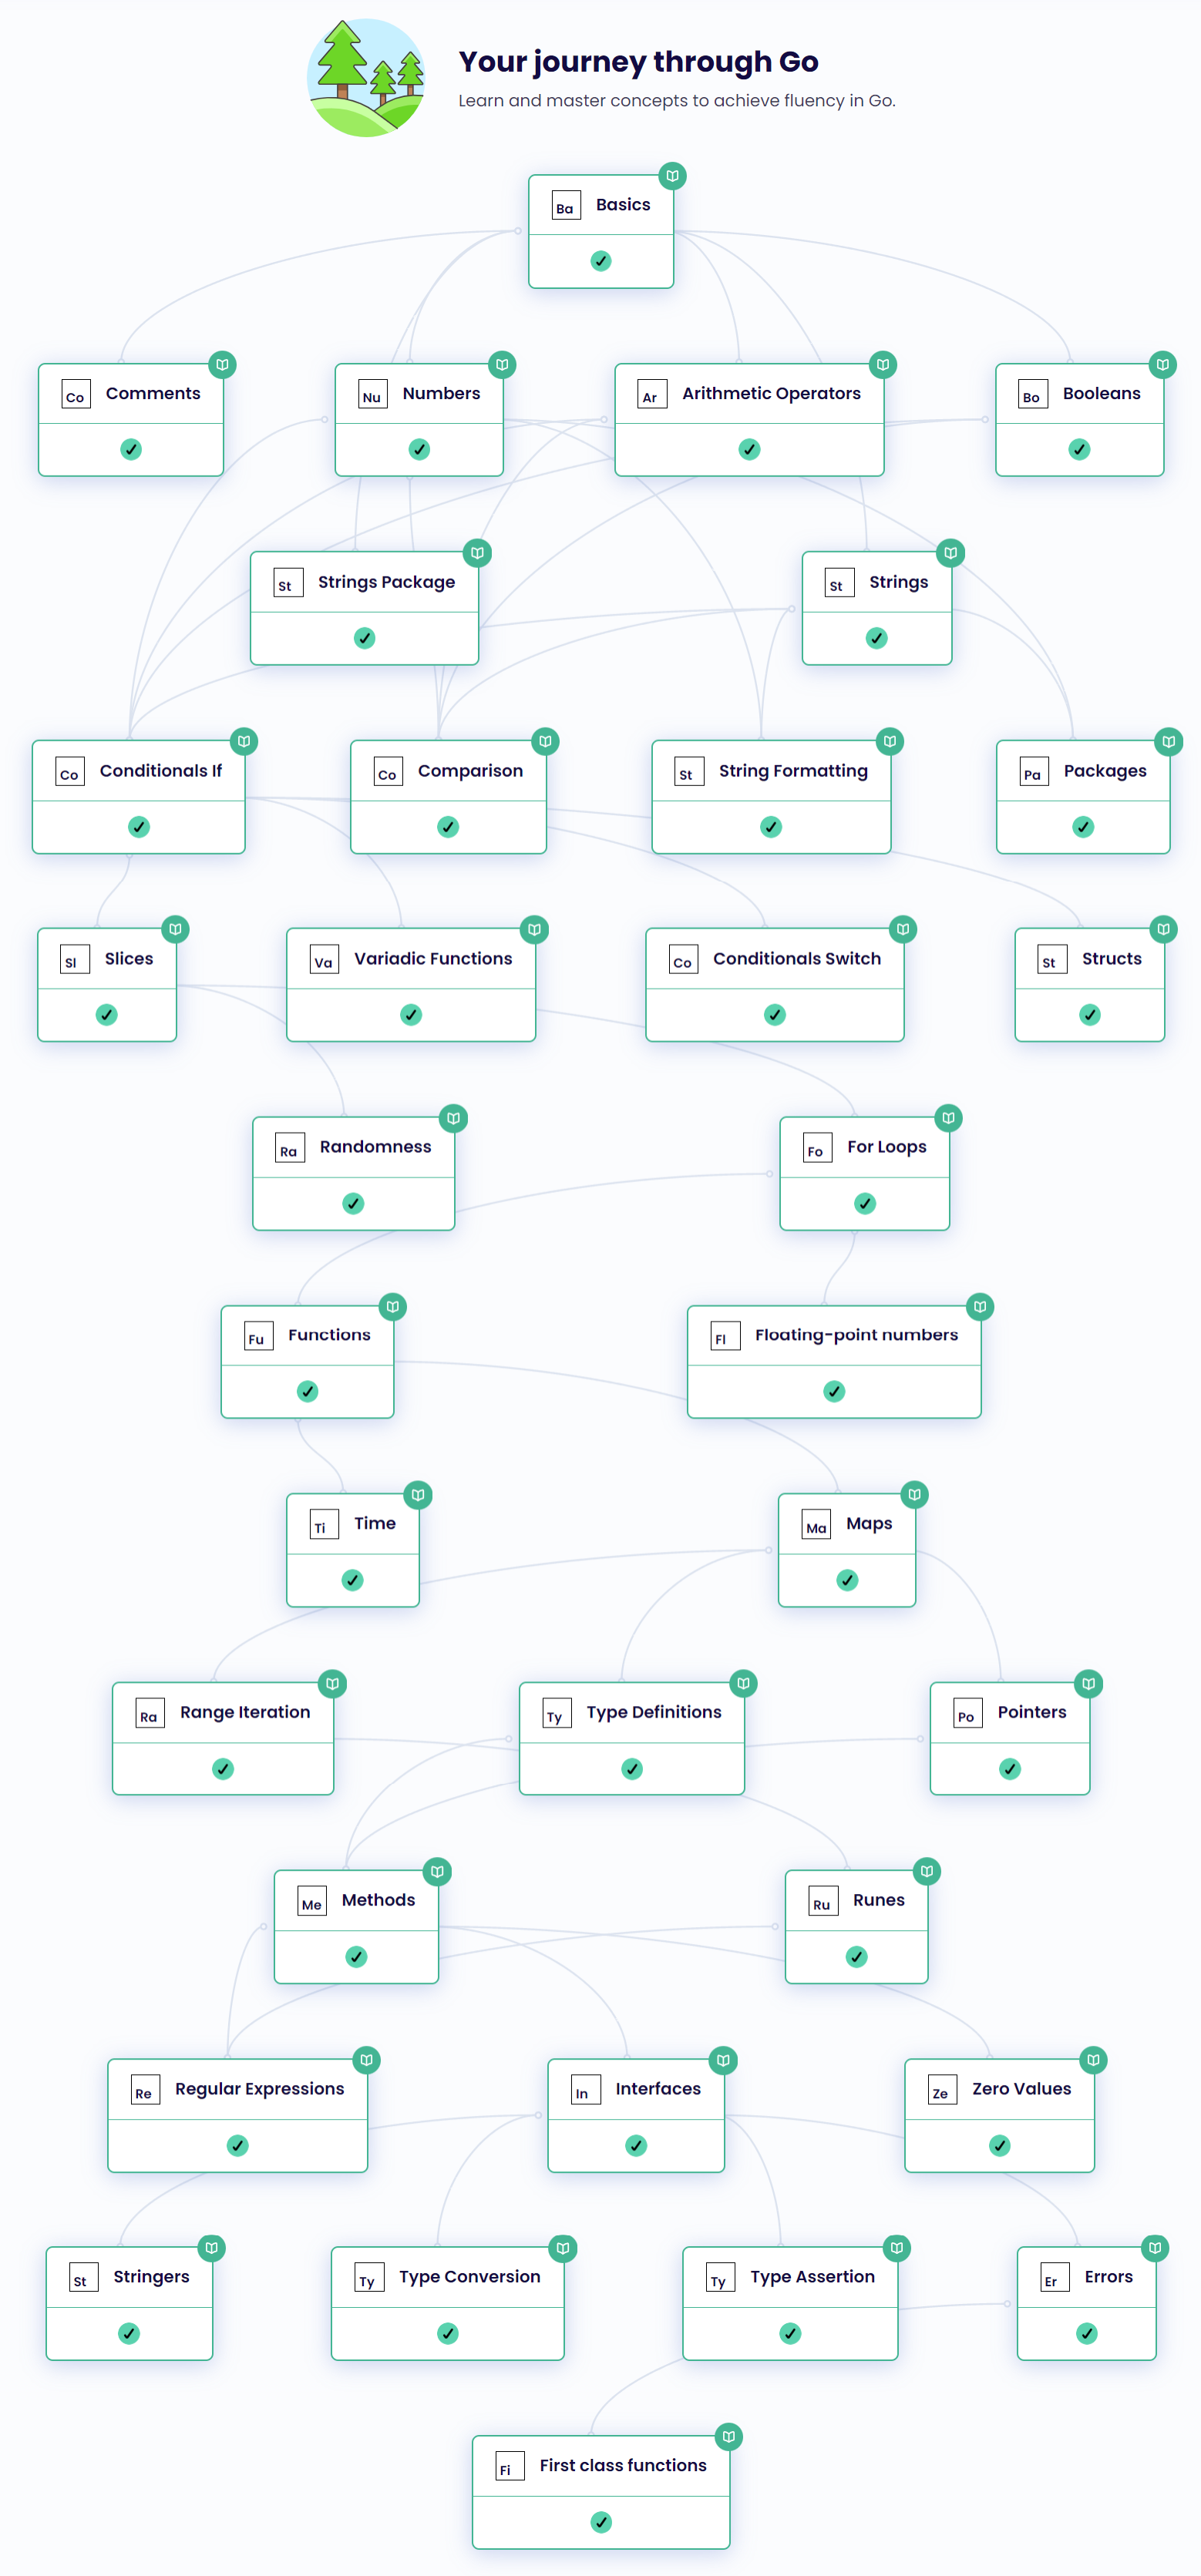 Your journey through Go
Learn and master concepts to achieve fluency in Go.
Ba Basics
Co Comments
Nu Numbers
Ar Arithmetic Operators
Bo Booleans
St Strings Package
St Strings
Co Conditionals If
Co Comparison
St String Formatting
Pa Packages
Sl Slices
Va Variadic Functions
Co Conditionals Switch
St Structs
Ra Randomness
Fo For Loops
Fu Functions
Fl Floating-point numbers
Ti Time
Ma Maps
Ra Range Iteration
Ty Type Definitions
Po Pointers
Me Methods
Ru Runes
Re Regular Expressions
In Interfaces
Ze Zero Values
St Stringers
Ty Type Conversion
Ty Type Assertion
Er Errors
Fi First class functions